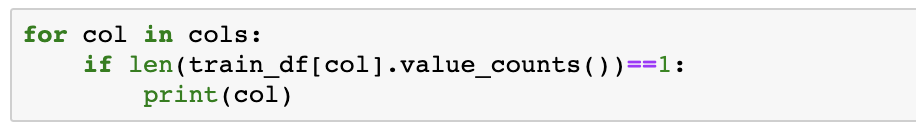 for col in cols:
    if len(train_df[col].value_counts())==1:
        print(col)